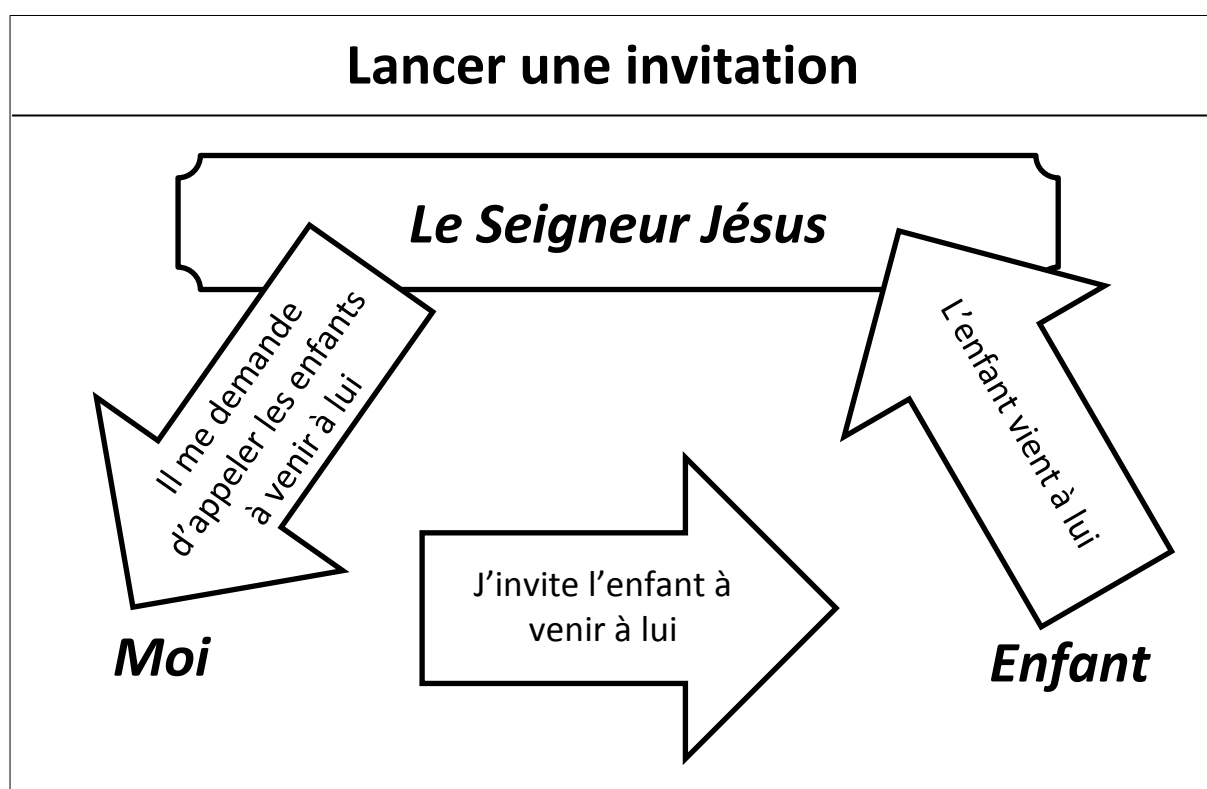 Lancer une invitation
Le Seigneur Jésus
Il me demande
d’appeler les enfants
à venir à lui
L’enfant vient à lui
J’invite l’enfant à
venir à lui
Moi
Enfant